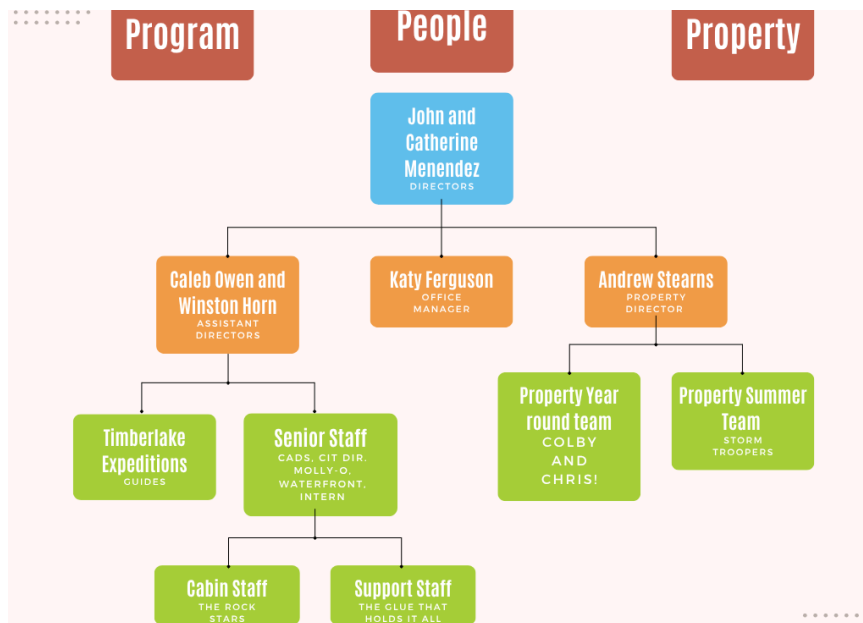 Program
People
Property
John and
Catherine
Menendez
DIRECTORS
Caleb Owen and
Winston Horn
ASSISTANT
DIRECTORS
Katy Ferguson
OFFICE
MANAGER
Andrew Stearns
PROPERTY
DIRECTOR
Timberlake
Expeditions
GUIDES
Senior Staff
CADS, CIT DIR.
MOLLY-O,
WATERFRONT,
INTERN
Property Year
round team
COLBY
AND
CHRIS!
Property Summer
Team
STORM
TROOPERS
Cabin Staff
THE ROCK
STARS
Support Staff
THE GLUE THAT
HOLDS IT ALL